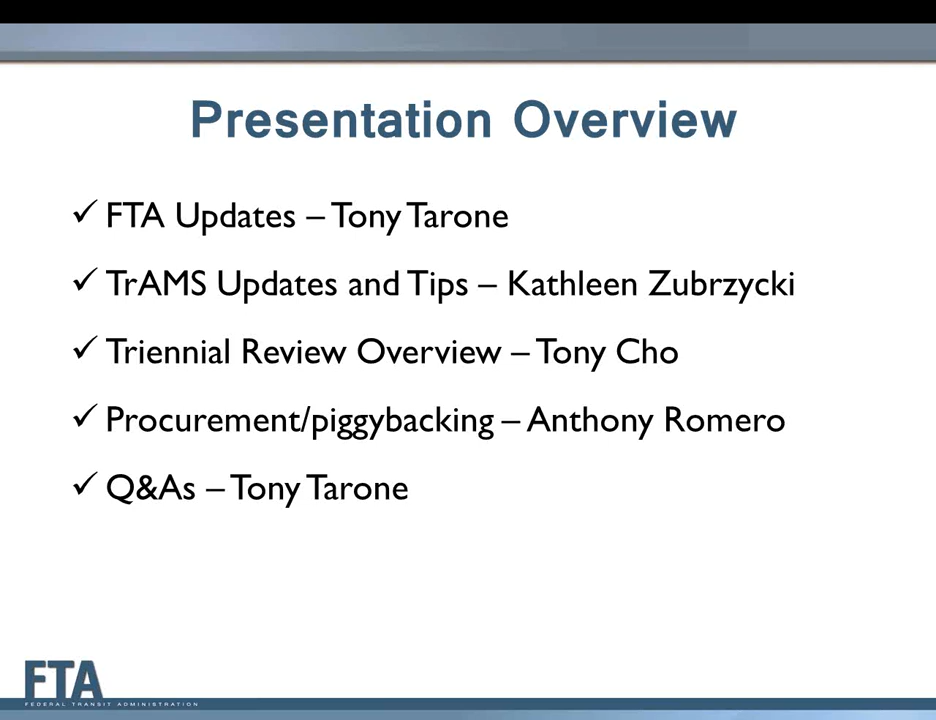 Presentation Overview
✓ FTA Updates – Tony Tarone
✓ TrAMS Updates and Tips – Kathleen Zubrzycki
✓ Triennial Review Overview – Tony Cho
✓ Procurement/piggybacking – Anthony Romero
✓ Q&As – Tony Tarone
FTA
FEDERAL TRANSIT ADMINISTRATION